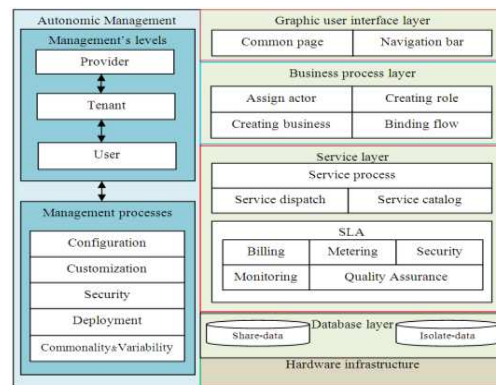 Autonomic Management
Management's levels
Provider
Tenant
User
Management processes
Configuration
Customization
Security
Deployment
Commonality&Variability
Graphic user interface layer
Common page
Navigation bar
Business process layer
Assign actor
Creating role
Creating business
Binding flow
Service layer
Service process
Service dispatch
Service catalog
SLA
Billing
Metering
Security
Monitoring
Quality Assurance
Database layer
Share-data
Isolate-data
Hardware infrastructure